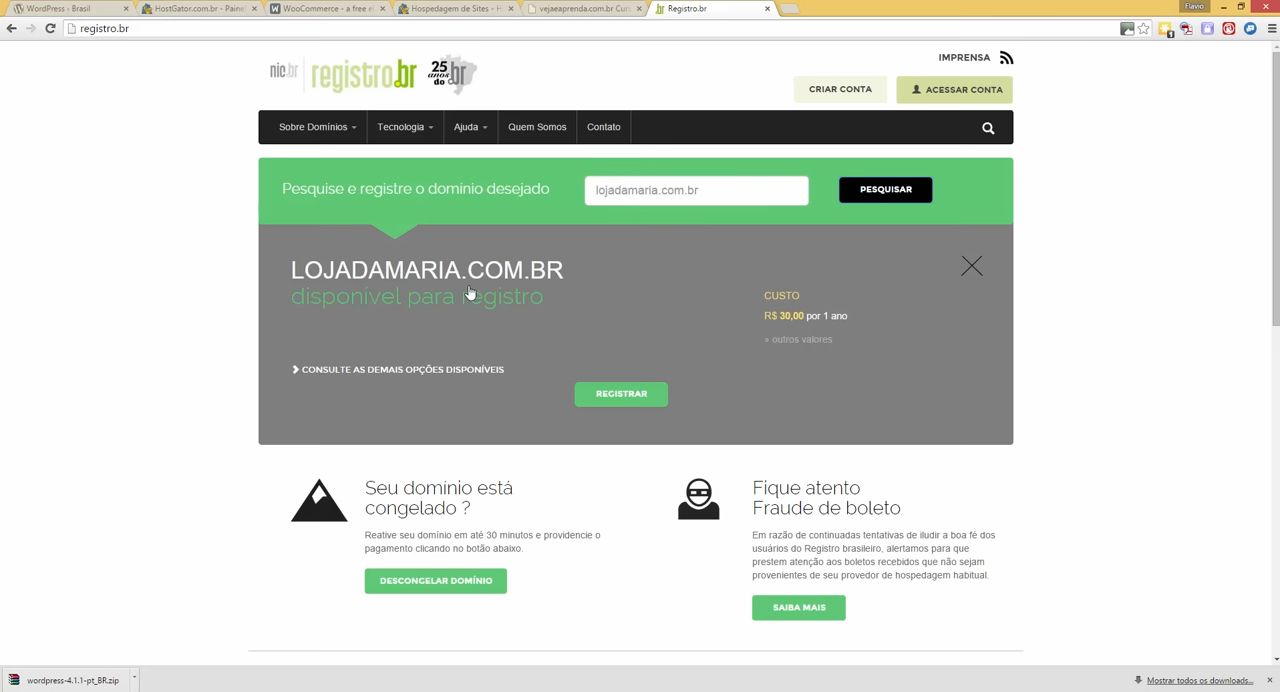 WordPress › Brasil
HostGator.com.br - Paine
WooCommerce - a free e
Hospedagem de Sites - H
vejaeaprenda.com.br Cur
Registro.br
Flavio
registro.br
IMPRENSA
nic.br
registro.br
25 anos do .br
CRIAR CONTA
ACESSAR CONTA
Sobre Domínios
Tecnologia
Ajuda
Quem Somos
Contato
Pesquise e registre o domínio desejado
lojadamaria.com.br
PESQUISAR
LOJADAMARIA.COM.BR
disponível para registro
CUSTO
R$ 30,00 por 1 ano
» outros valores
CONSULTE AS DEMAIS OPÇÕES DISPONÍVEIS
REGISTRAR
Seu domínio está
congelado ?
Reative seu domínio em até 30 minutos e providencie o
pagamento clicando no botão abaixo.
DESCONGELAR DOMÍNIO
Fique atento
Fraude de boleto
Em razão de continuadas tentativas de iludir a boa fé dos
usuários do Registro brasileiro, alertamos para que
prestem atenção aos boletos recebidos que não sejam
provenientes de seu provedor de hospedagem habitual.
SAIBA MAIS
wordpress-4.1.1-pt_BR.zip
Mostrar todos os downloads...